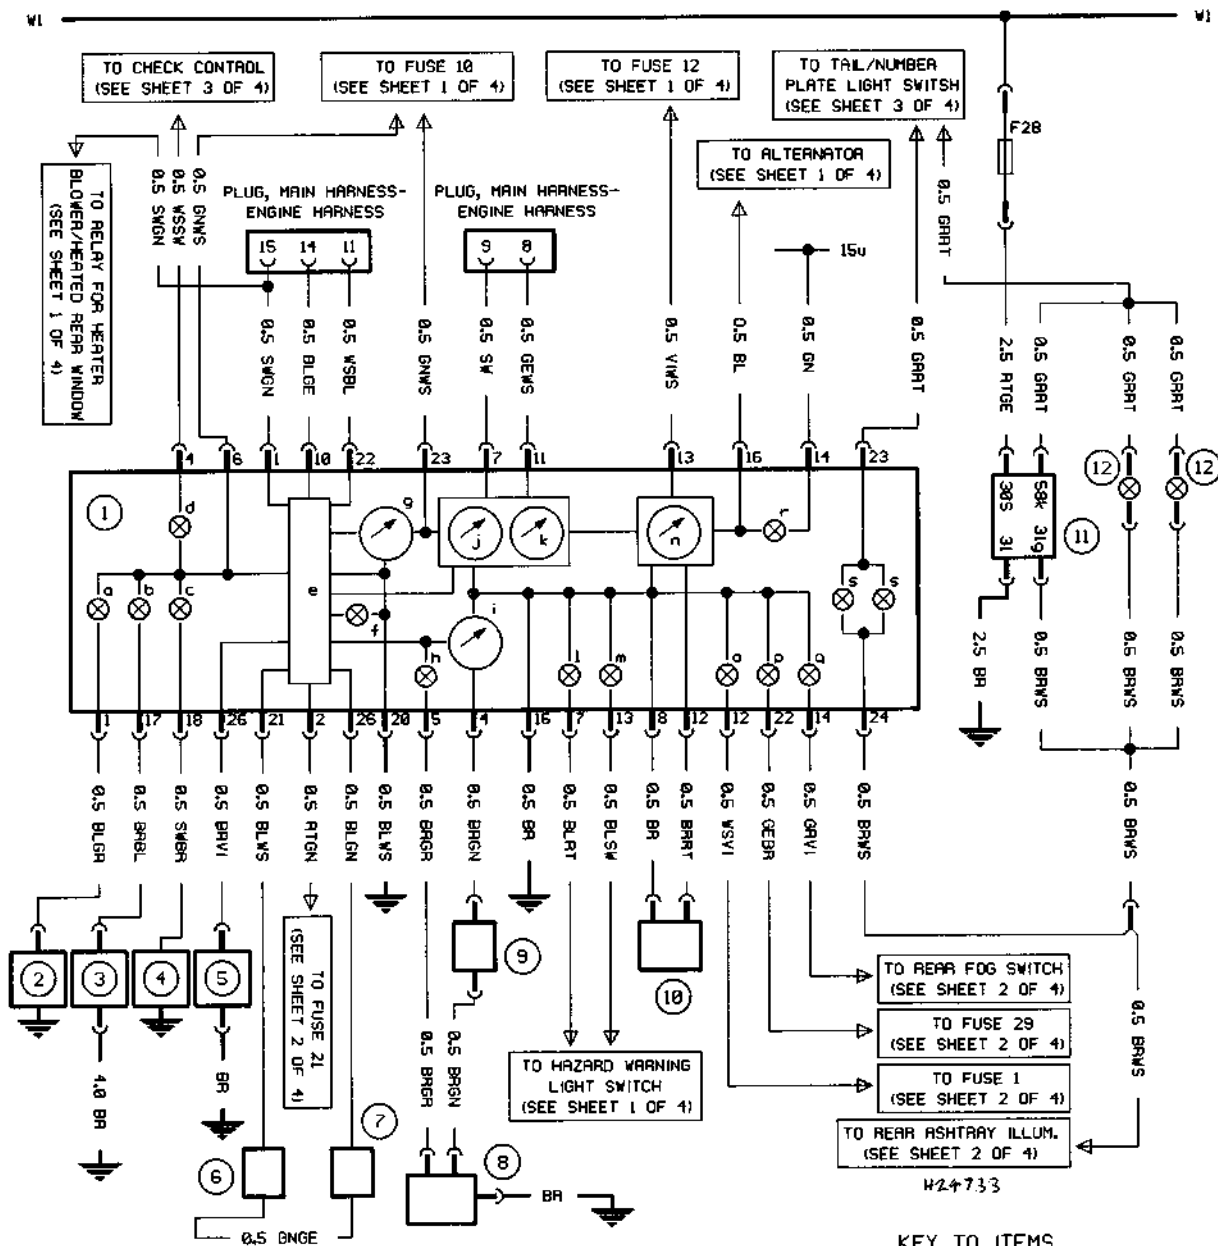 W1 W1
TO CHECK CONTROL
(SEE SHEET 3 OF 4)
TO FUSE 10
(SEE SHEET 1 OF 4)
TO FUSE 12
(SEE SHEET 1 OF 4)
TO TAIL/NUMBER
PLATE LIGHT SWITSH
(SEE SHEET 3 OF 4)
F28
TO ALTERNATOR
(SEE SHEET 1 OF 4)
TO RELAY FOR HEATER
BLOWER/HEATED REAR WINDOW
(SEE SHEET 1 OF 4)
0.5 SWGN
0.5 WSSW
0.5 GNWS
PLUG, MAIN HARNESS-
ENGINE HARNESS
PLUG, MAIN HARNESS-
ENGINE HARNESS
15 14 11
9 8
15u
0.5 GRRT
0.5 SWGN
0.5 BLGE
0.5 WSBL
0.5 GNWS
0.5 SW
0.5 GEWS
0.5 VIWS
0.5 BL
0.5 GN
0.5 GRRT
2.5 RTGE
0.5 GRRT
0.5 GRRT
0.5 GRRT
4 6 1 10 22 23 7 11 13 16 14 23
1
d
g
j
k
n
r
a
b
c
e
f
i
h
l
m
o
p
q
s
s
30S 58k
31 31g
11
12
12
1 17 18 26 21 2 26 20 5 4 16 7 13 8 12 12 22 14 24
2.5 BR
0.5 BRWS
0.5 BRWS
0.5 BRWS
0.5 BLGR
0.5 BRBL
0.5 SWBR
0.5 BRVI
0.5 BLWS
0.5 RTGN
0.5 BLGN
0.5 BLWS
0.5 BRGR
0.5 BRGN
0.5 BR
0.5 BLRT
0.5 BLSW
0.5 BR
0.5 BRRT
0.5 WSVI
0.5 GEBR
0.5 GRVI
0.5 BRWS
0.5 BRWS
2
3
4
5
TO FUSE 21
(SEE SHEET 2 OF 4)
9
10
TO REAR FOG SWITCH
(SEE SHEET 2 OF 4)
TO FUSE 29
(SEE SHEET 2 OF 4)
TO FUSE 1
(SEE SHEET 2 OF 4)
TO REAR ASHTRAY ILLUM.
(SEE SHEET 2 OF 4)
0.5 BRWS
4.0 BR
BR
0.5 BRGR
0.5 BRGN
TO HAZARD WARNING
LIGHT SWITCH
(SEE SHEET 1 OF 4)
6
7
8
BR
0.5 GNGE
H24733
KEY TO ITEMS